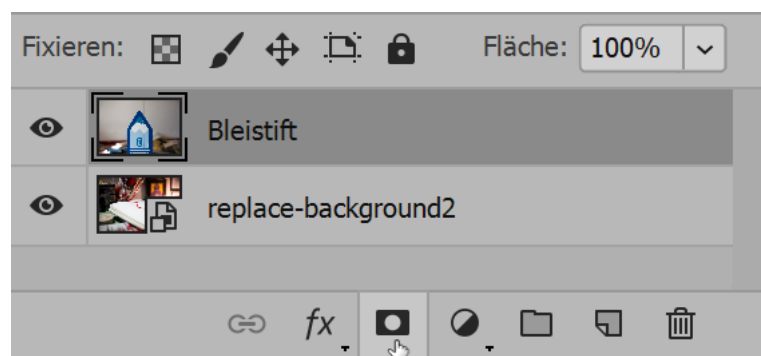 Fixieren: Fläche: 100%
Bleistift
replace-background2
fx